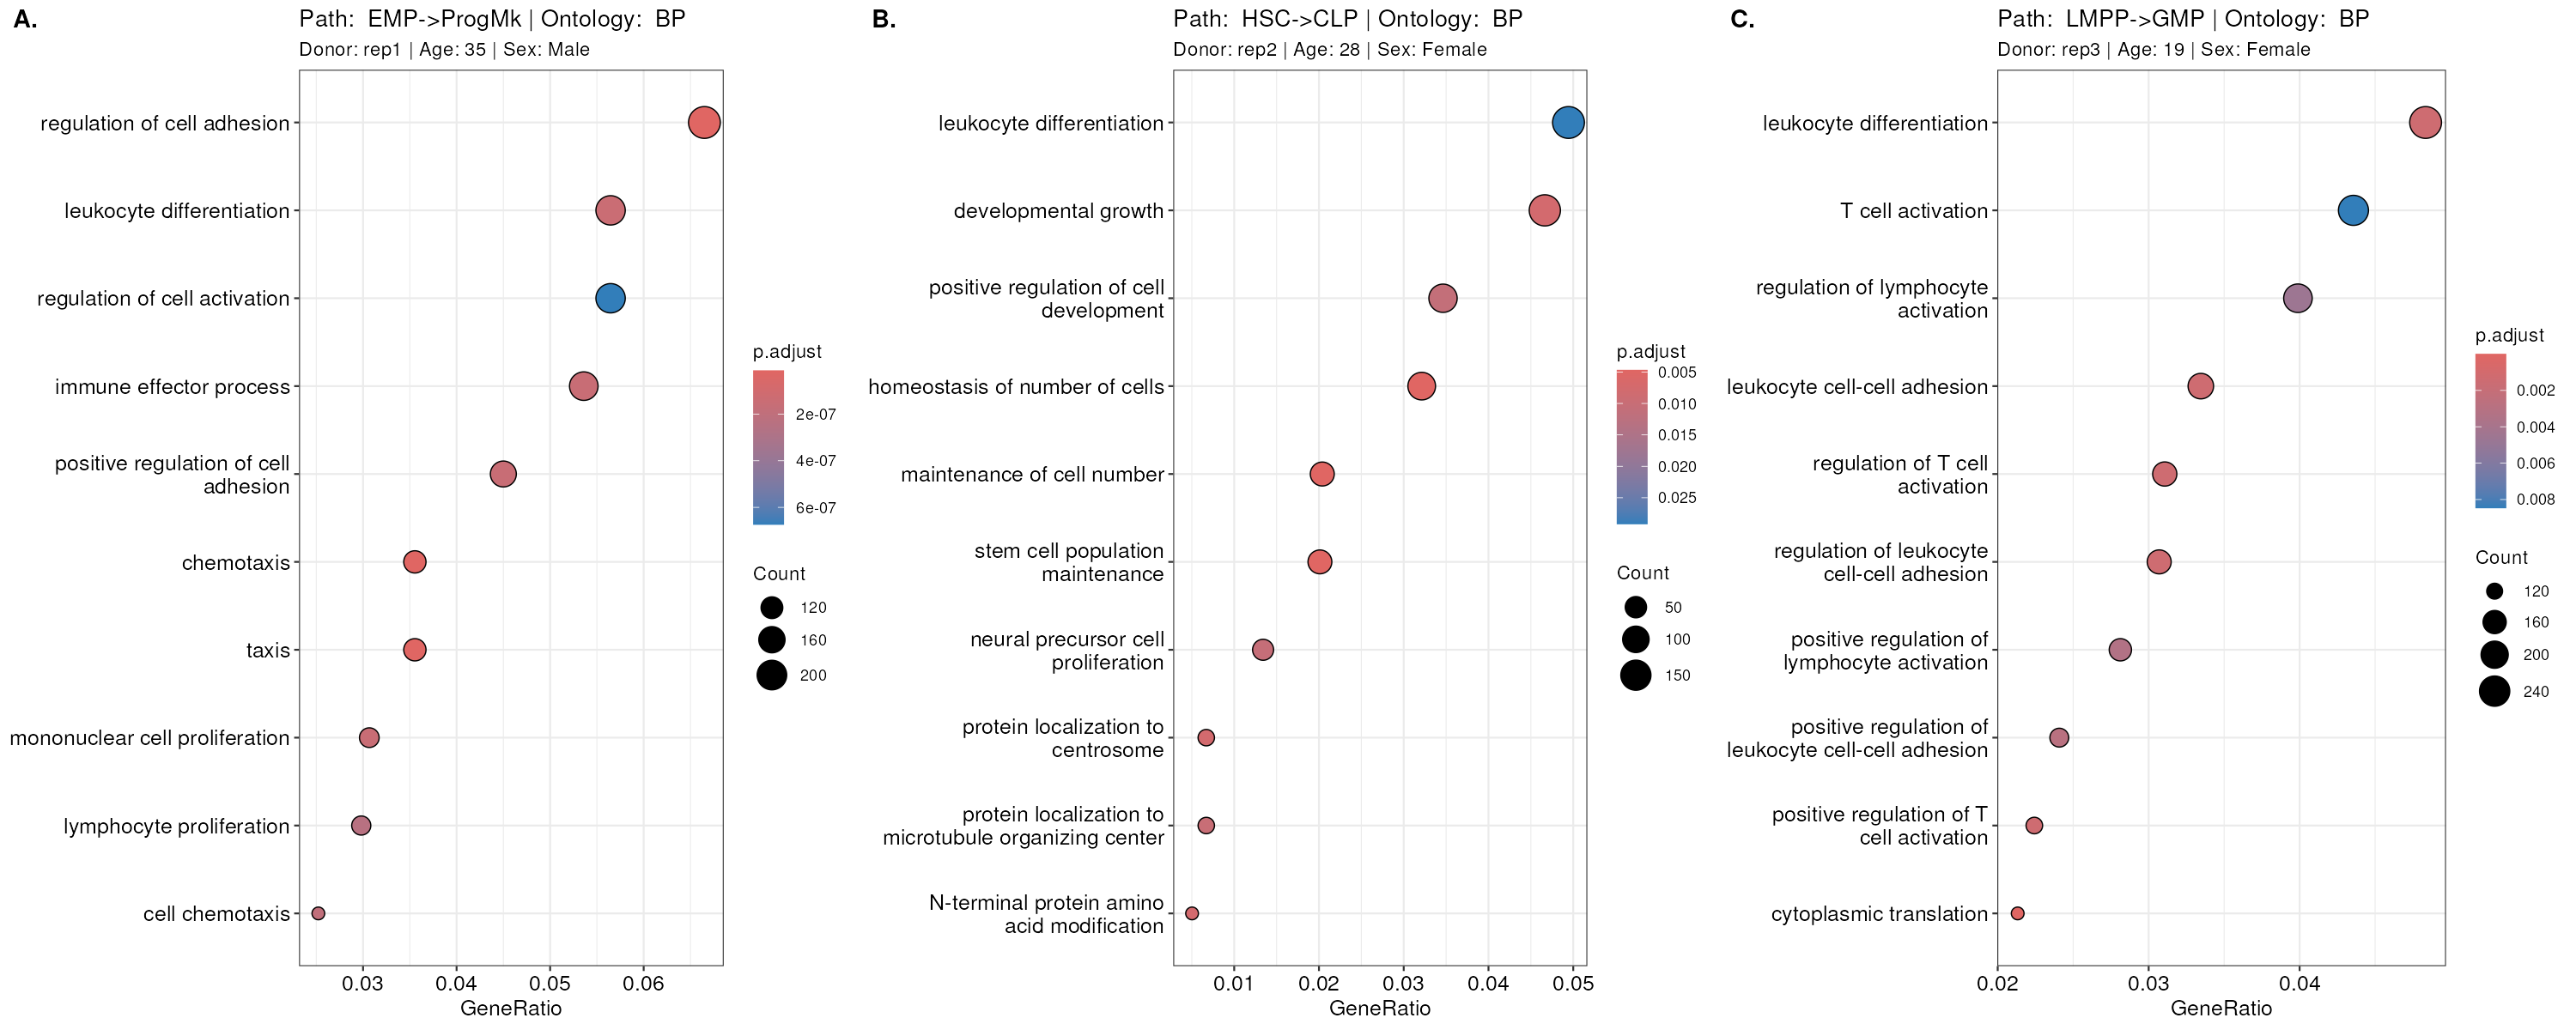 A.
Path:  EMP->ProgMk | Ontology:  BP
Donor: rep1 | Age: 35 | Sex: Male
regulation of cell adhesion
leukocyte differentiation
regulation of cell activation
immune effector process
positive regulation of cell
adhesion
chemotaxis
taxis
mononuclear cell proliferation
lymphocyte proliferation
cell chemotaxis
0.03
0.04
0.05
0.06
GeneRatio
p.adjust
2e-07
4e-07
6e-07
Count
120
160
200
B.
Path:  HSC->CLP | Ontology:  BP
Donor: rep2 | Age: 28 | Sex: Female
leukocyte differentiation
developmental growth
positive regulation of cell
development
homeostasis of number of cells
maintenance of cell number
stem cell population
maintenance
neural precursor cell
proliferation
protein localization to
centrosome
protein localization to
microtubule organizing center
N-terminal protein amino
acid modification
0.01
0.02
0.03
0.04
0.05
GeneRatio
p.adjust
0.005
0.010
0.015
0.020
0.025
Count
50
100
150
C.
Path:  LMPP->GMP | Ontology:  BP
Donor: rep3 | Age: 19 | Sex: Female
leukocyte differentiation
T cell activation
regulation of lymphocyte
activation
leukocyte cell-cell adhesion
regulation of T cell
activation
regulation of leukocyte
cell-cell adhesion
positive regulation of
lymphocyte activation
positive regulation of
leukocyte cell-cell adhesion
positive regulation of T
cell activation
cytoplasmic translation
0.02
0.03
0.04
GeneRatio
p.adjust
0.002
0.004
0.006
0.008
Count
120
160
200
240